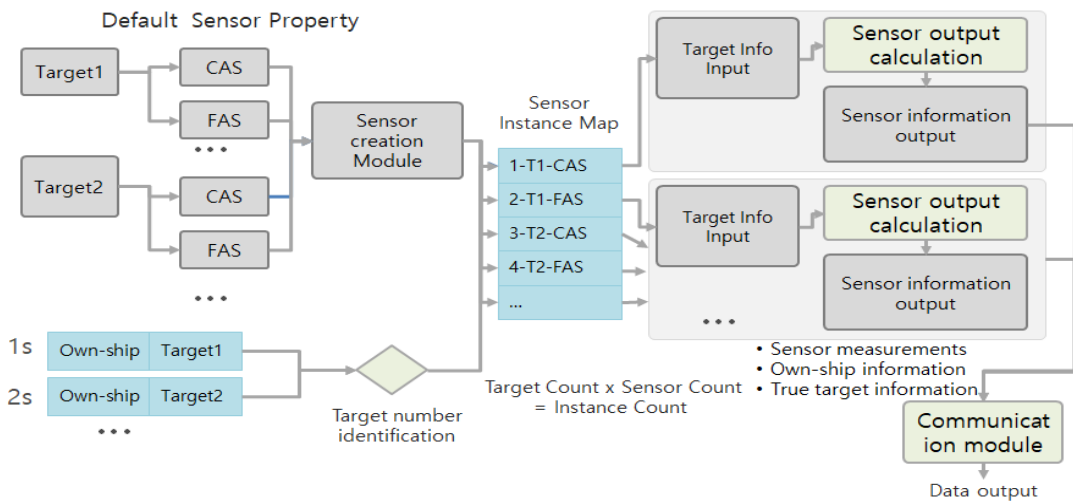 Default Sensor Property
Target1
CAS
FAS
...
Target2
CAS
FAS
...
Sensor
creation
Module
1s
Own-ship
Target1
2s
Own-ship
Target2
...
Target number
identification
Sensor
Instance Map
1-T1-CAS
2-T1-FAS
3-T2-CAS
4-T2-FAS
...
Target Count x Sensor Count
= Instance Count
Target Info
Input
Sensor output
calculation
Sensor information
output
Target Info
Input
Sensor output
calculation
Sensor information
output
...
• Sensor measurements
• Own-ship information
• True target information
Communicat
ion module
Data output